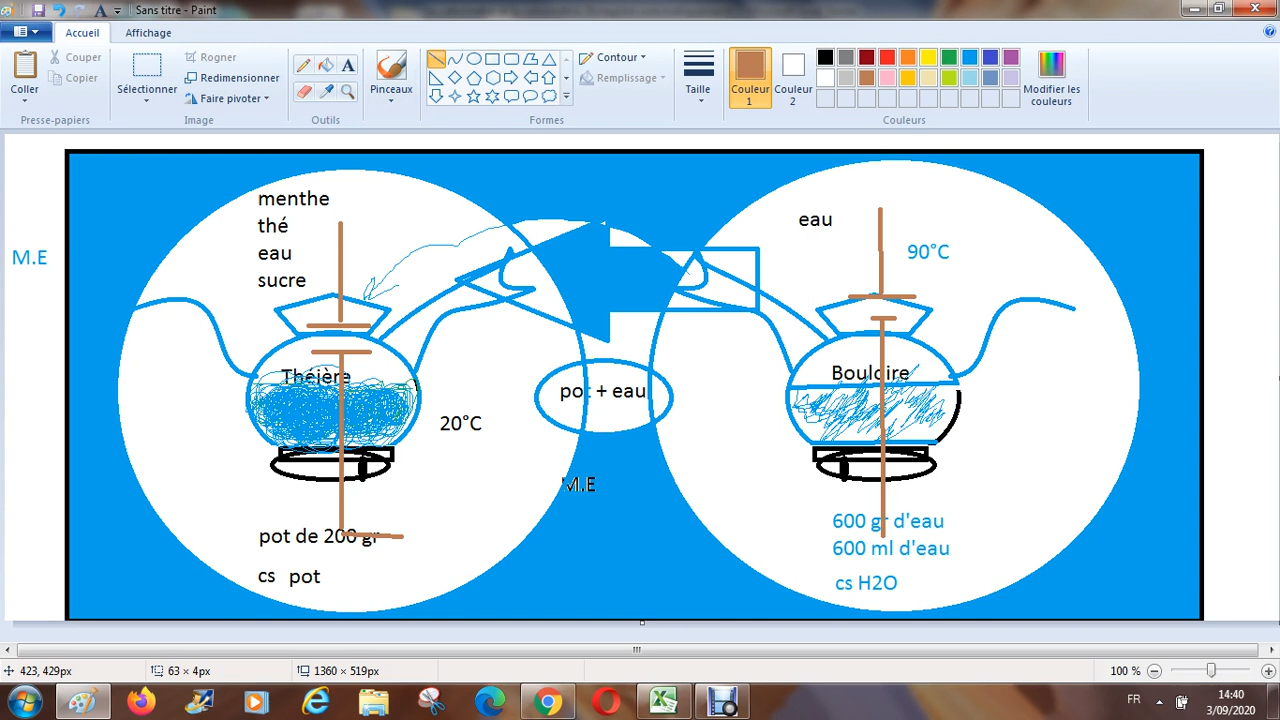 Sans titre - Paint
Accueil
Affichage
Coller
Couper
Copier
Presse-papiers
Sélectionner
Rogner
Redimensionner
Faire pivoter
Image
A
Outils
Pinceaux
Contour
Remplissage
Formes
Taille
Couleur 1
Couleur 2
Modifier les couleurs
Couleurs
menthe
thé
eau
sucre
M.E
Théière
20°C
pot de 200 gr
cs pot
pot + eau
M.E
eau
90°C
Bouloire
600 gr d'eau
600 ml d'eau
cs H2O
423, 429px
63 × 4px
1360 × 519px
100 %
FR
14:40
3/09/2020